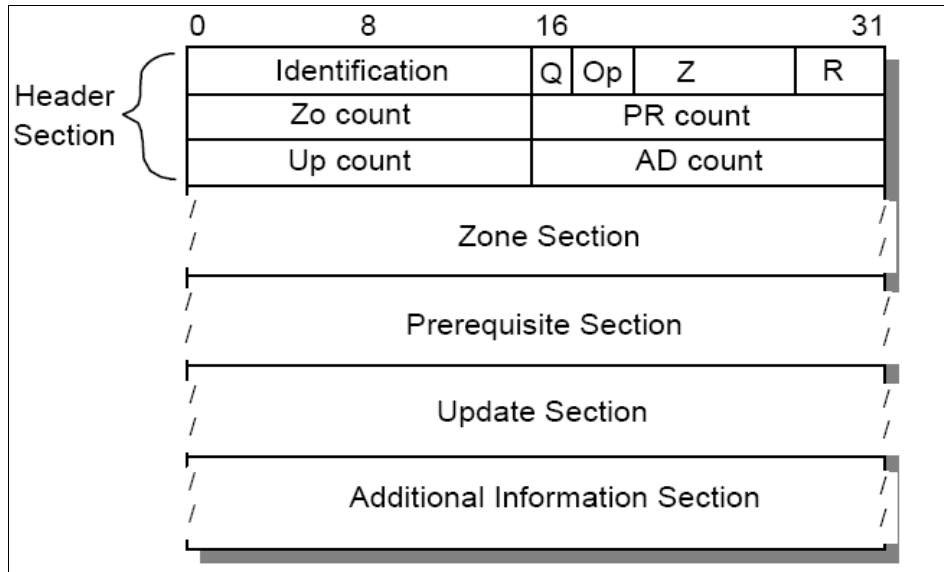 0 8 16 31
Identification Q Op Z R
Header
Section
Zo count PR count
Up count AD count
Zone Section
Prerequisite Section
Update Section
Additional Information Section